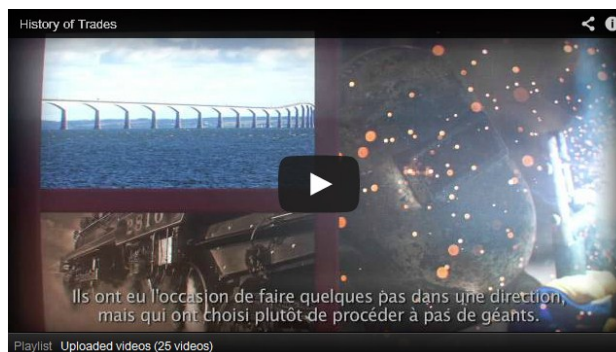 History of Trades
Ils ont eu l'occasion de faire quelques pas dans une direction,
mais qui ont choisi plutôt de procéder à pas de géants.
Playlist Uploaded videos (25 videos)